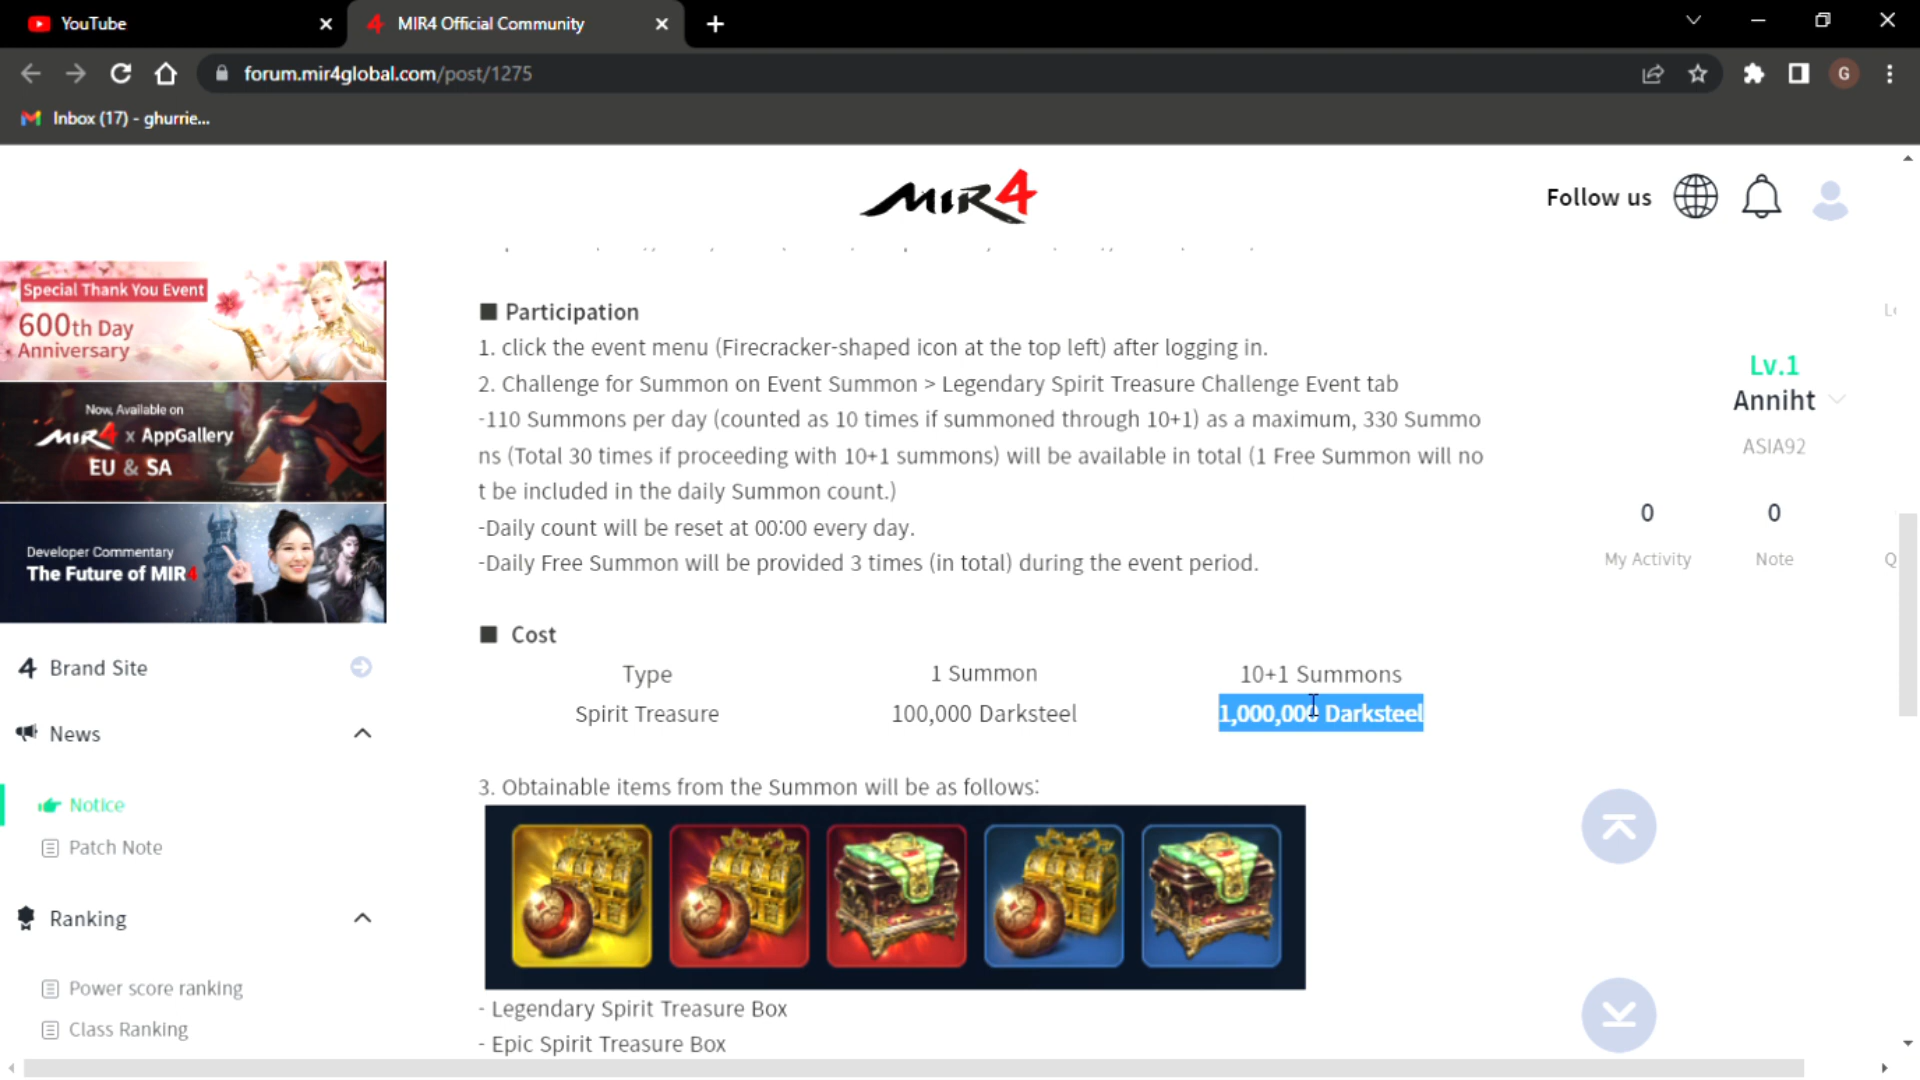 YouTube
MIR4 Official Community
forum.mir4global.com/post/1275
G
Inbox (17) - ghurrie...
MIR4
Follow us
Special Thank You Event
600th Day
Anniversary
Now, Available on
MIR4 x AppGallery
EU & SA
Developer Commentary
The Future of MIR4
4 Brand Site
News
Notice
Patch Note
Ranking
Power score ranking
Class Ranking
■ Participation
1. click the event menu (Firecracker-shaped icon at the top left) after logging in.
2. Challenge for Summon on Event Summon > Legendary Spirit Treasure Challenge Event tab
-110 Summons per day (counted as 10 times if summoned through 10+1) as a maximum, 330 Summo
ns (Total 30 times if proceeding with 10+1 summons) will be available in total (1 Free Summon will no
t be included in the daily Summon count.)
-Daily count will be reset at 00:00 every day.
-Daily Free Summon will be provided 3 times (in total) during the event period.
■ Cost
Type 1 Summon 10+1 Summons
Spirit Treasure 100,000 Darksteel 1,000,000 Darksteel
3. Obtainable items from the Summon will be as follows:
- Legendary Spirit Treasure Box
- Epic Spirit Treasure Box
Lv.1
Anniht
ASIA92
0 0
My Activity Note